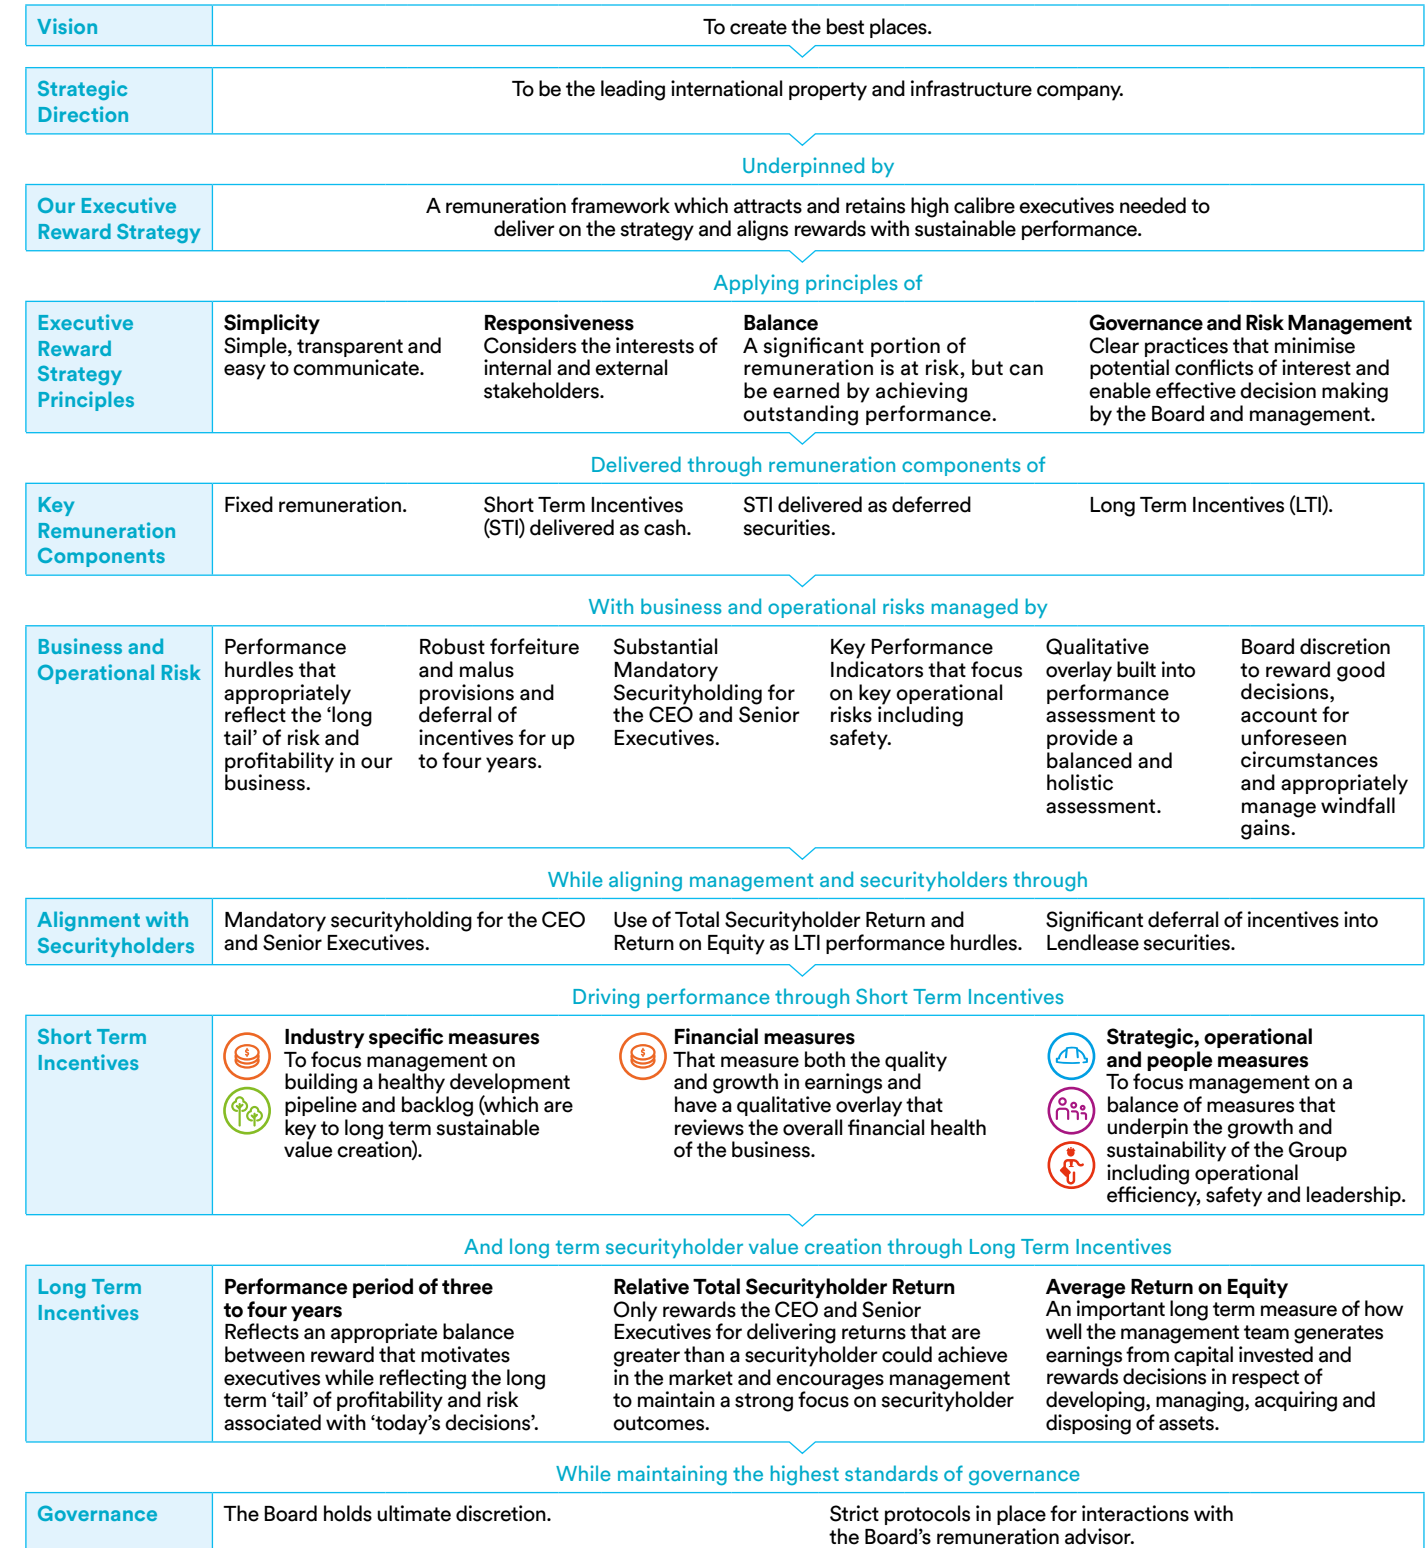 Vision
To create the best places.
Strategic
Direction
To be the leading international property and infrastructure company.
Underpinned by
Our Executive
Reward Strategy
A remuneration framework which attracts and retains high calibre executives needed to
deliver on the strategy and aligns rewards with sustainable performance.
Applying principles of
Executive
Reward
Strategy
Principles
Simplicity
Simple, transparent and
easy to communicate.
Responsiveness
Considers the interests of
internal and external
stakeholders.
Balance
A significant portion of
remuneration is at risk, but can
be earned by achieving
outstanding performance.
Governance and Risk Management
Clear practices that minimise
potential conflicts of interest and
enable effective decision making
by the Board and management.
Delivered through remuneration components of
Key
Remuneration
Components
Fixed remuneration.
Short Term Incentives
(STI) delivered as cash.
STI delivered as deferred
securities.
Long Term Incentives (LTI).
With business and operational risks managed by
Business and
Operational Risk
Performance
hurdles that
appropriately
reflect the ‘long
tail’ of risk and
profitability in our
business.
Robust forfeiture
and malus
provisions and
deferral of
incentives for up
to four years.
Substantial
Mandatory
Securityholding for
the CEO and Senior
Executives.
Key Performance
Indicators that focus
on key operational
risks including
safety.
Qualitative
overlay built into
performance
assessment to
provide a
balanced and
holistic
assessment.
Board discretion
to reward good
decisions,
account for
unforeseen
circumstances
and appropriately
manage windfall
gains.
While aligning management and securityholders through
Alignment with
Securityholders
Mandatory securityholding for the CEO
and Senior Executives.
Use of Total Securityholder Return and
Return on Equity as LTI performance hurdles.
Significant deferral of incentives into
Lendlease securities.
Driving performance through Short Term Incentives
Short Term
Incentives
Industry specific measures
To focus management on
building a healthy development
pipeline and backlog (which are
key to long term sustainable
value creation).
Financial measures
That measure both the quality
and growth in earnings and
have a qualitative overlay that
reviews the overall financial health
of the business.
Strategic, operational
and people measures
To focus management on a
balance of measures that
underpin the growth and
sustainability of the Group
including operational
efficiency, safety and leadership.
And long term securityholder value creation through Long Term Incentives
Long Term
Incentives
Performance period of three
to four years
Reflects an appropriate balance
between reward that motivates
executives while reflecting the long
term ‘tail’ of profitability and risk
associated with ‘today’s decisions’.
Relative Total Securityholder Return
Only rewards the CEO and Senior
Executives for delivering returns that are
greater than a securityholder could achieve
in the market and encourages management
to maintain a strong focus on securityholder
outcomes.
Average Return on Equity
An important long term measure of how
well the management team generates
earnings from capital invested and
rewards decisions in respect of
developing, managing, acquiring and
disposing of assets.
While maintaining the highest standards of governance
Governance
The Board holds ultimate discretion.
Strict protocols in place for interactions with
the Board’s remuneration advisor.